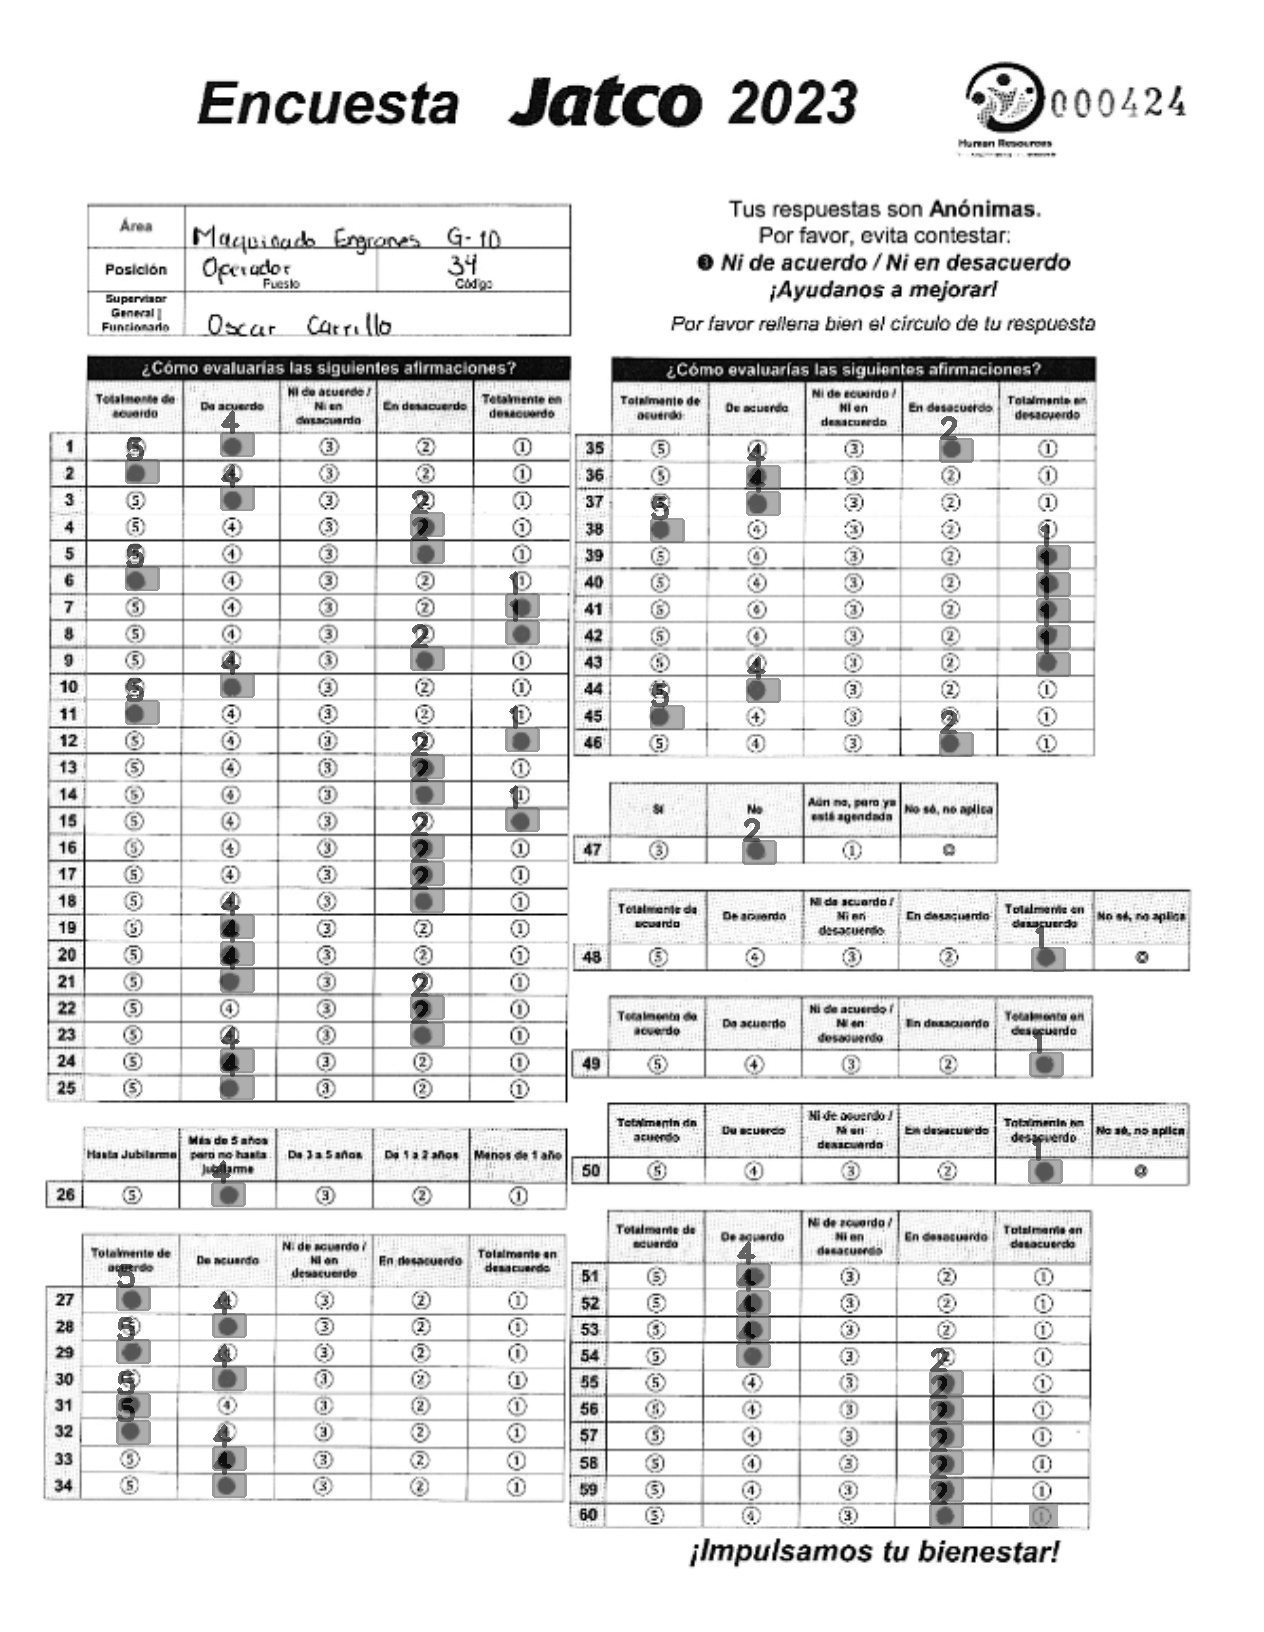 Encuesta Jatco 2023
000424
Human Resources
Área Maquinado Engranes G-10
Posición Operador 34
Puesto Código
Supervisor General | Funcionario Oscar Carrillo
Tus respuestas son Anónimas.
Por favor, evita contestar:
❸ Ni de acuerdo / Ni en desacuerdo
¡Ayudanos a mejorar!
Por favor rellena bien el círculo de tu respuesta
¿Cómo evaluarías las siguientes afirmaciones?
Totalmente de acuerdo De acuerdo Ni de acuerdo / Ni en desacuerdo En desacuerdo Totalmente en desacuerdo
1 5 4 ③ ② ①
2 5 4 ③ ② ①
3 ⑤ 4 ③ 2 ①
4 ⑤ ④ ③ 2 ①
5 5 ④ ③ 2 ①
6 5 ④ ③ ② 1
7 ⑤ ④ ③ ② 1
8 ⑤ ④ ③ 2 1
9 ⑤ 4 ③ 2 ①
10 5 4 ③ ② ①
11 5 ④ ③ ② 1
12 ⑤ ④ ③ 2 1
13 ⑤ ④ ③ 2 ①
14 ⑤ ④ ③ 2 1
15 ⑤ ④ ③ 2 1
16 ⑤ ④ ③ 2 ①
17 ⑤ ④ ③ 2 ①
18 ⑤ 4 ③ 2 ①
19 ⑤ 4 ③ ② ①
20 ⑤ 4 ③ ② ①
21 ⑤ 4 ③ 2 ①
22 ⑤ ④ ③ 2 ①
23 ⑤ 4 ③ 2 ①
24 ⑤ 4 ③ ② ①
25 ⑤ 4 ③ ② ①
Hasta Jubilarme Más de 5 años pero no hasta jubilarme De 3 a 5 años De 1 a 2 años Menos de 1 año
26 ⑤ 4 ③ ② ①
Totalmente de acuerdo De acuerdo Ni de acuerdo / Ni en desacuerdo En desacuerdo Totalmente en desacuerdo
27 5 4 ③ ② ①
28 5 4 ③ ② ①
29 5 4 ③ ② ①
30 5 4 ③ ② ①
31 5 ④ ③ ② ①
32 5 4 ③ ② ①
33 ⑤ 4 ③ ② ①
34 ⑤ 4 ③ ② ①
¿Cómo evaluarías las siguientes afirmaciones?
Totalmente de acuerdo De acuerdo Ni de acuerdo / Ni en desacuerdo En desacuerdo Totalmente en desacuerdo
35 ⑤ 4 ③ 2 ①
36 ⑤ 4 ③ ② ①
37 5 4 ③ ② ①
38 5 ④ ③ ② 1
39 ⑤ ④ ③ ② 1
40 ⑤ ④ ③ ② 1
41 ⑤ ④ ③ ② 1
42 ⑤ ④ ③ ② 1
43 ⑤ 4 ③ ② 1
44 5 4 ③ ② ①
45 5 ④ ③ 2 ①
46 ⑤ ④ ③ 2 ①
Sí No Aún no, pero ya está agendada No sé, no aplica
47 ③ 2 ① ⓪
Totalmente de acuerdo De acuerdo Ni de acuerdo / Ni en desacuerdo En desacuerdo Totalmente en desacuerdo No sé, no aplica
48 ⑤ ④ ③ ② 1 ⓪
Totalmente de acuerdo De acuerdo Ni de acuerdo / Ni en desacuerdo En desacuerdo Totalmente en desacuerdo
49 ⑤ ④ ③ ② 1
Totalmente de acuerdo De acuerdo Ni de acuerdo / Ni en desacuerdo En desacuerdo Totalmente en desacuerdo No sé, no aplica
50 ⑤ ④ ③ ② 1 ⓪
Totalmente de acuerdo De acuerdo Ni de acuerdo / Ni en desacuerdo En desacuerdo Totalmente en desacuerdo
51 ⑤ 4 ③ ② ①
52 ⑤ 4 ③ ② ①
53 ⑤ 4 ③ ② ①
54 ⑤ ③ 2 ①
55 ⑤ ④ ③ 2 ①
56 ⑤ ④ ③ 2 ①
57 ⑤ ④ ③ 2 ①
58 ⑤ ④ ③ 2 ①
59 ⑤ ④ ③ 2 ①
60 ⑤ ④ ③ ①
¡Impulsamos tu bienestar!